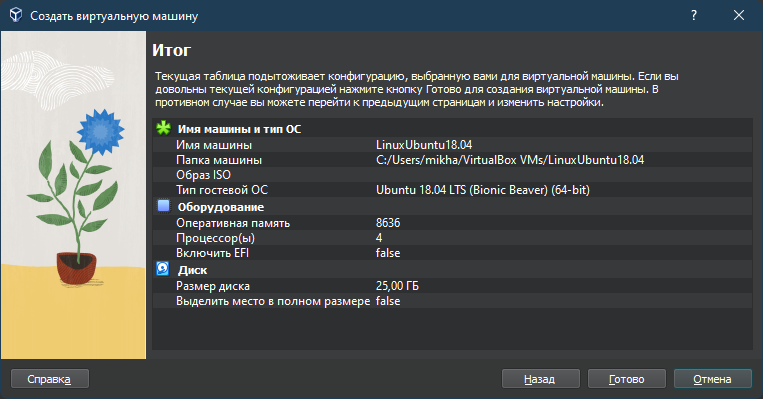 Создать виртуальную машину
?
Итог
Текущая таблица подытоживает конфигурацию, выбранную вами для виртуальной машины. Если вы
довольны текущей конфигурацией нажмите кнопку Готово для создания виртуальной машины. В
противном случае вы можете перейти к предыдущим страницам и изменить настройки.
Имя машины и тип ОС
Имя машины LinuxUbuntu18.04
Папка машины C:/Users/mikha/VirtualBox VMs/LinuxUbuntu18.04
Образ ISO
Тип гостевой ОС Ubuntu 18.04 LTS (Bionic Beaver) (64-bit)
Оборудование
Оперативная память 8636
Процессор(ы) 4
Включить EFI false
Диск
Размер диска 25,00 ГБ
Выделить место в полном размере false
Справка Назад Готово Отмена